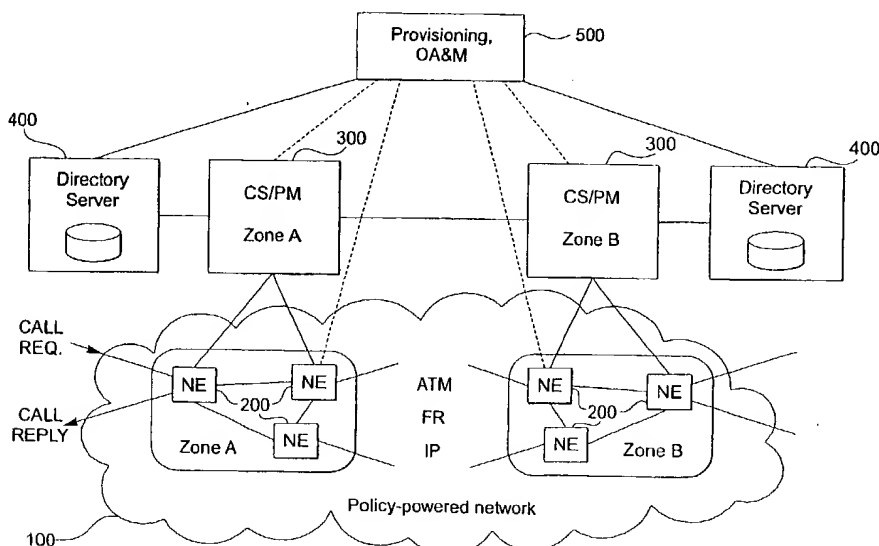 Provisioning,
OA&M
500
400
300
300
400
Directory
Server
CS/PM
Zone A
CS/PM
Zone B
Directory
Server
CALL
REQ.
CALL
REPLY
NE
NE
200
NE
Zone A
ATM
FR
IP
NE
NE
200
NE
Zone B
Policy-powered network
100